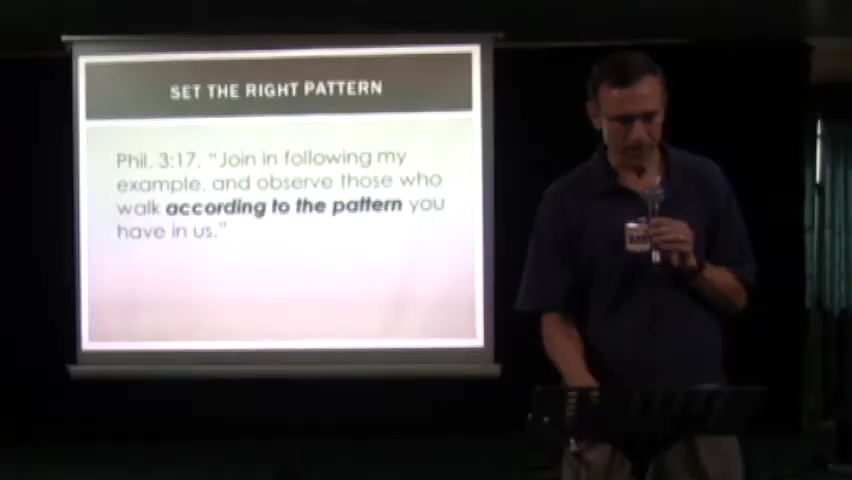 SET THE RIGHT PATTERN
Phil. 3:17, “Join in following my
example, and observe those who
walk according to the pattern you
have in us.”